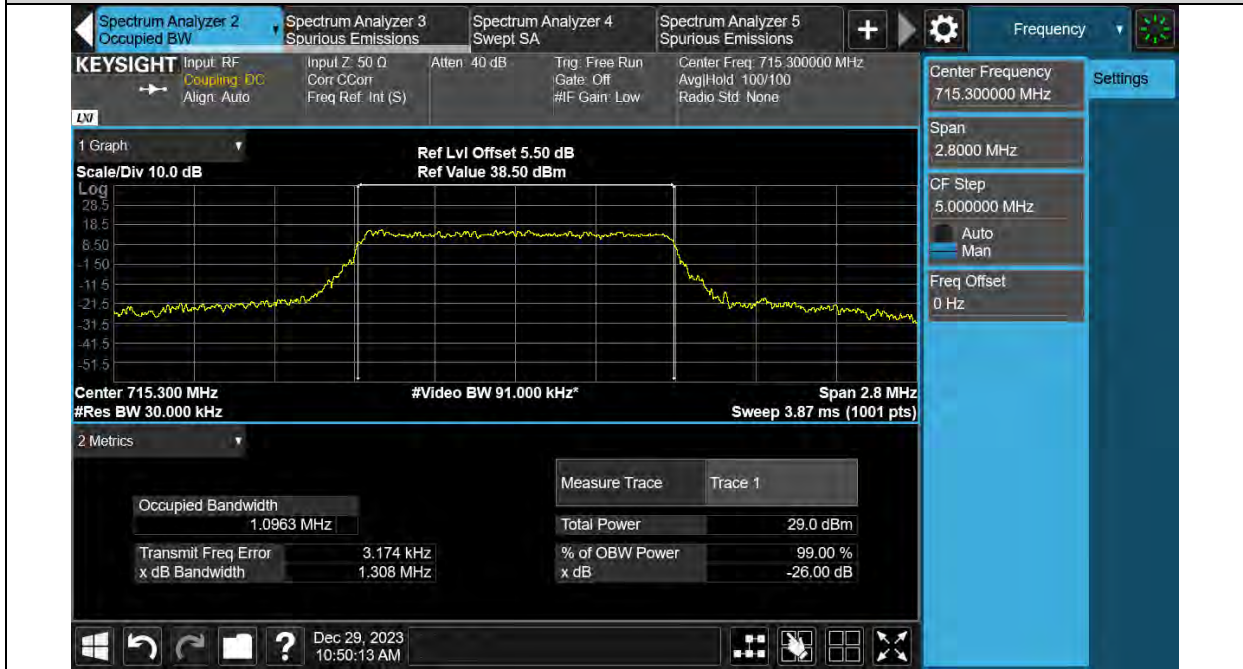 Spectrum Analyzer 2
Occupied BW
Spectrum Analyzer 3
Spurious Emissions
Spectrum Analyzer 4
Swept SA
Spectrum Analyzer 5
Spurious Emissions
+
Frequency
KEYSIGHT
Input: RF
Coupling: DC
Align: Auto
Input Z: 50 Ω
Corr CCorr
Freq Ref: Int (S)
Atten: 40 dB
Trig: Free Run
Gate: Off
#IF Gain: Low
Center Freq: 715.300000 MHz
Avg|Hold: 100/100
Radio Std: None
LXI
1 Graph
Scale/Div 10.0 dB
Ref Lvl Offset 5.50 dB
Ref Value 38.50 dBm
Log
28.5
18.5
8.50
-1.50
-11.5
-21.5
-31.5
-41.5
-51.5
Center 715.300 MHz
#Res BW 30.000 kHz
#Video BW 91.000 kHz*
Span 2.8 MHz
Sweep 3.87 ms (1001 pts)
2 Metrics
Measure Trace
Trace 1
Occupied Bandwidth
1.0963 MHz
Total Power
29.0 dBm
Transmit Freq Error
3.174 kHz
% of OBW Power
99.00 %
x dB Bandwidth
1.308 MHz
x dB
-26.00 dB
Center Frequency
715.300000 MHz
Settings
Span
2.8000 MHz
CF Step
5.000000 MHz
Auto
Man
Freq Offset
0 Hz
?
Dec 29, 2023
10:50:13 AM